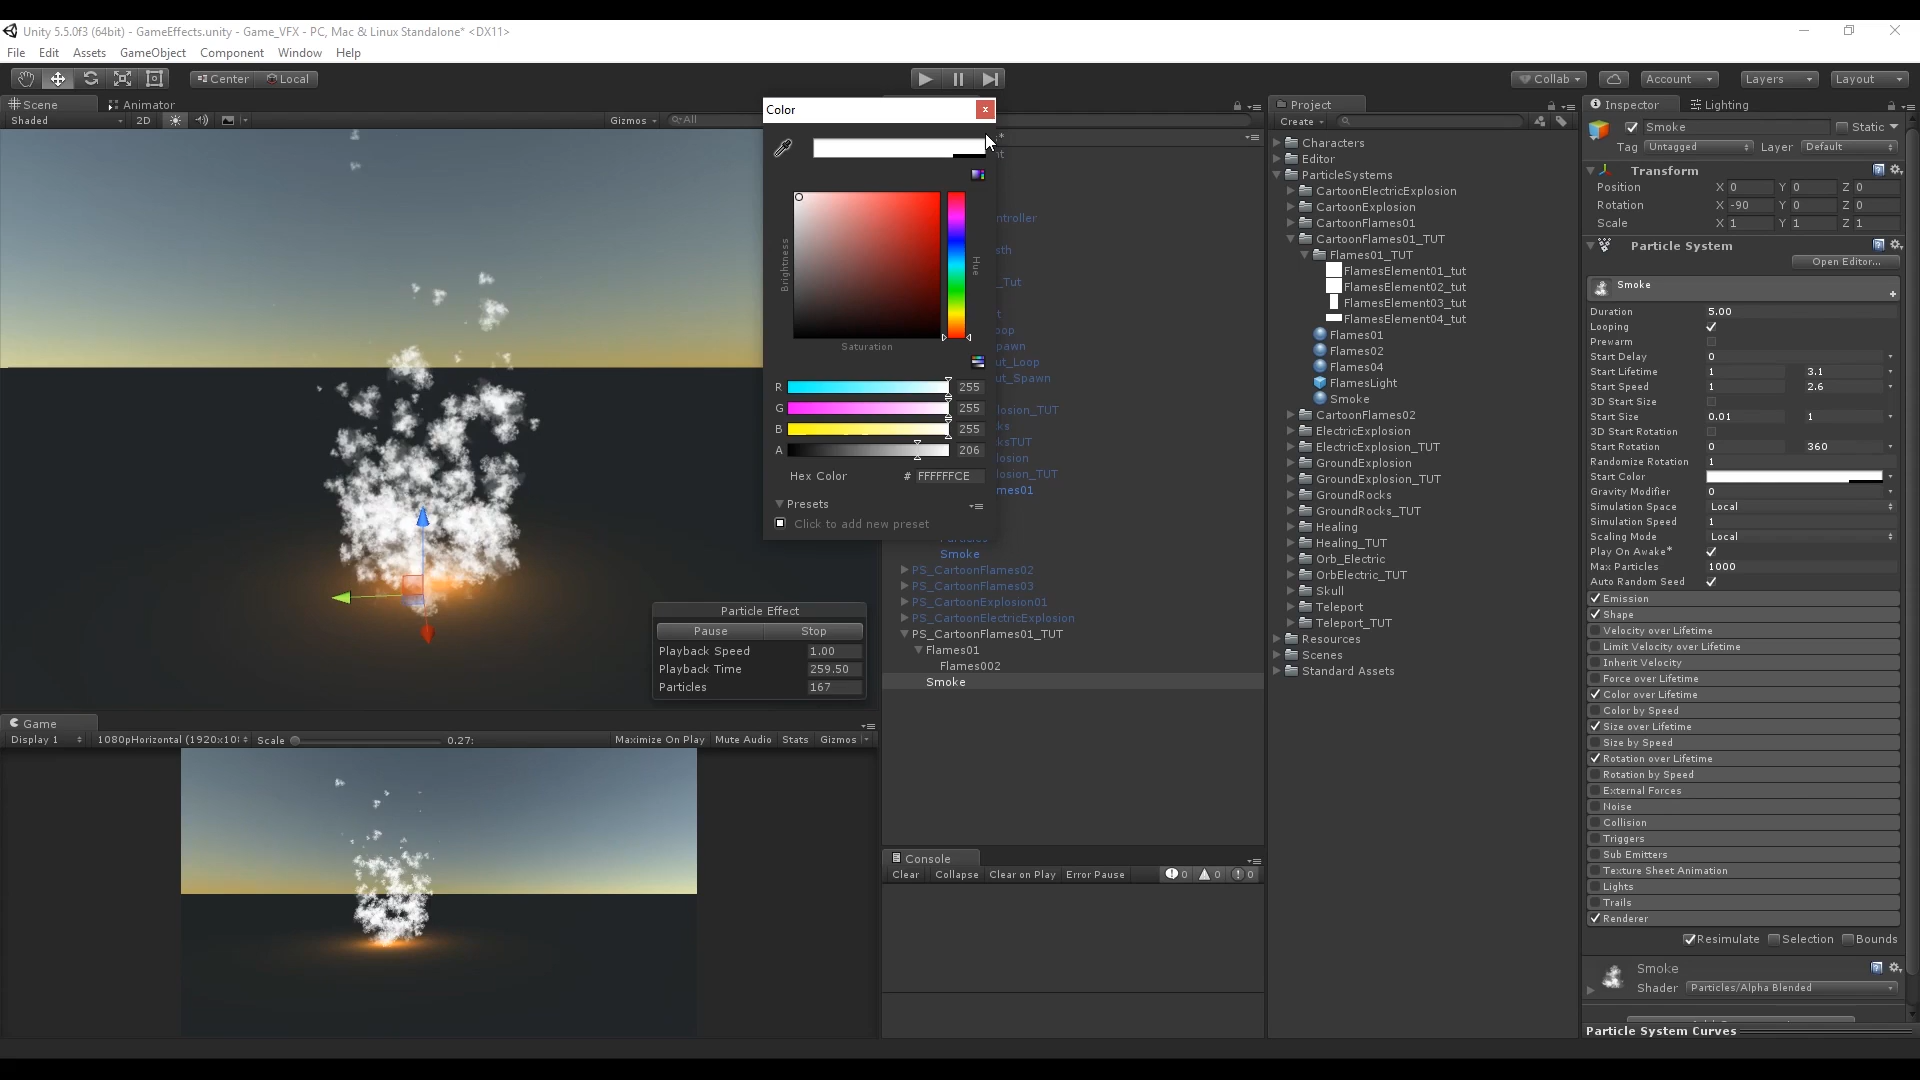 Unity 5.5.0f3 (64bit) - GameEffects.unity - Game_VFX - PC, Mac & Linux Standalone* <DX11>
File Edit Assets GameObject Component Window Help
Center Local
Collab Account Layers Layout
Scene Animator
Shaded 2D Gizmos All
Color
Brightness
Hue
Saturation
R 255
G 255
B 255
A 206
Hex Color # FFFFFFCE
Presets
Click to add new preset
Smoke
PS_CartoonFlames02
PS_CartoonFlames03
PS_CartoonExplosion01
PS_CartoonElectricExplosion
PS_CartoonFlames01_TUT
Flames01
Flames002
Smoke
Particle Effect
Pause Stop
Playback Speed 1.00
Playback Time 259.50
Particles 167
Game
Display 1 Scale 0.27: Maximize On Play Mute Audio Stats Gizmos
Console
Clear Collapse Clear on Play Error Pause 0 0 0
Project
Create
Characters
Editor
ParticleSystems
CartoonElectricExplosion
CartoonExplosion
CartoonFlames01
CartoonFlames01_TUT
Flames01_TUT
FlamesElement01_tut
FlamesElement02_tut
FlamesElement03_tut
FlamesElement04_tut
Flames01
Flames02
Flames04
FlamesLight
Smoke
CartoonFlames02
ElectricExplosion
ElectricExplosion_TUT
GroundExplosion
GroundExplosion_TUT
GroundRocks
GroundRocks_TUT
Healing
Healing_TUT
Orb_Electric
OrbElectric_TUT
Skull
Teleport
Teleport_TUT
Resources
Scenes
Standard Assets
Inspector Lighting
Smoke Static
Tag Untagged Layer Default
Transform
Position X 0 Y 0 Z 0
Rotation X -90 Y 0 Z 0
Scale X 1 Y 1 Z 1
Particle System
Open Editor...
Smoke
Duration 5.00
Looping
Prewarm
Start Delay 0
Start Lifetime 1 3.1
Start Speed 1 2.6
3D Start Size
Start Size 0.01 1
3D Start Rotation
Start Rotation 0 360
Randomize Rotation 1
Start Color
Gravity Modifier 0
Simulation Space Local
Simulation Speed 1
Scaling Mode Local
Play On Awake*
Max Particles 1000
Auto Random Seed
Emission
Shape
Velocity over Lifetime
Limit Velocity over Lifetime
Inherit Velocity
Force over Lifetime
Color over Lifetime
Color by Speed
Size over Lifetime
Size by Speed
Rotation over Lifetime
Rotation by Speed
External Forces
Noise
Collision
Triggers
Sub Emitters
Texture Sheet Animation
Lights
Trails
Renderer
Resimulate Selection Bounds
Smoke
Shader Particles/Alpha Blended
Particle System Curves